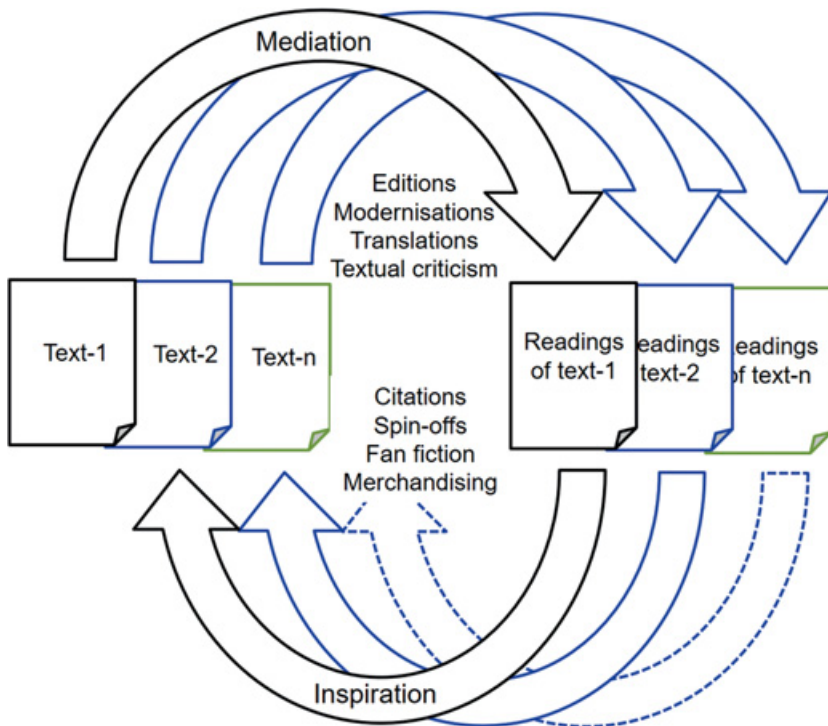 Mediation
Editions
Modernisations
Translations
Textual criticism
Text-1
Text-2
Text-n
Readings
of text-1
eadings
text-2
eadings
of text-n
Citations
Spin-offs
Fan fiction
Merchandising
Inspiration